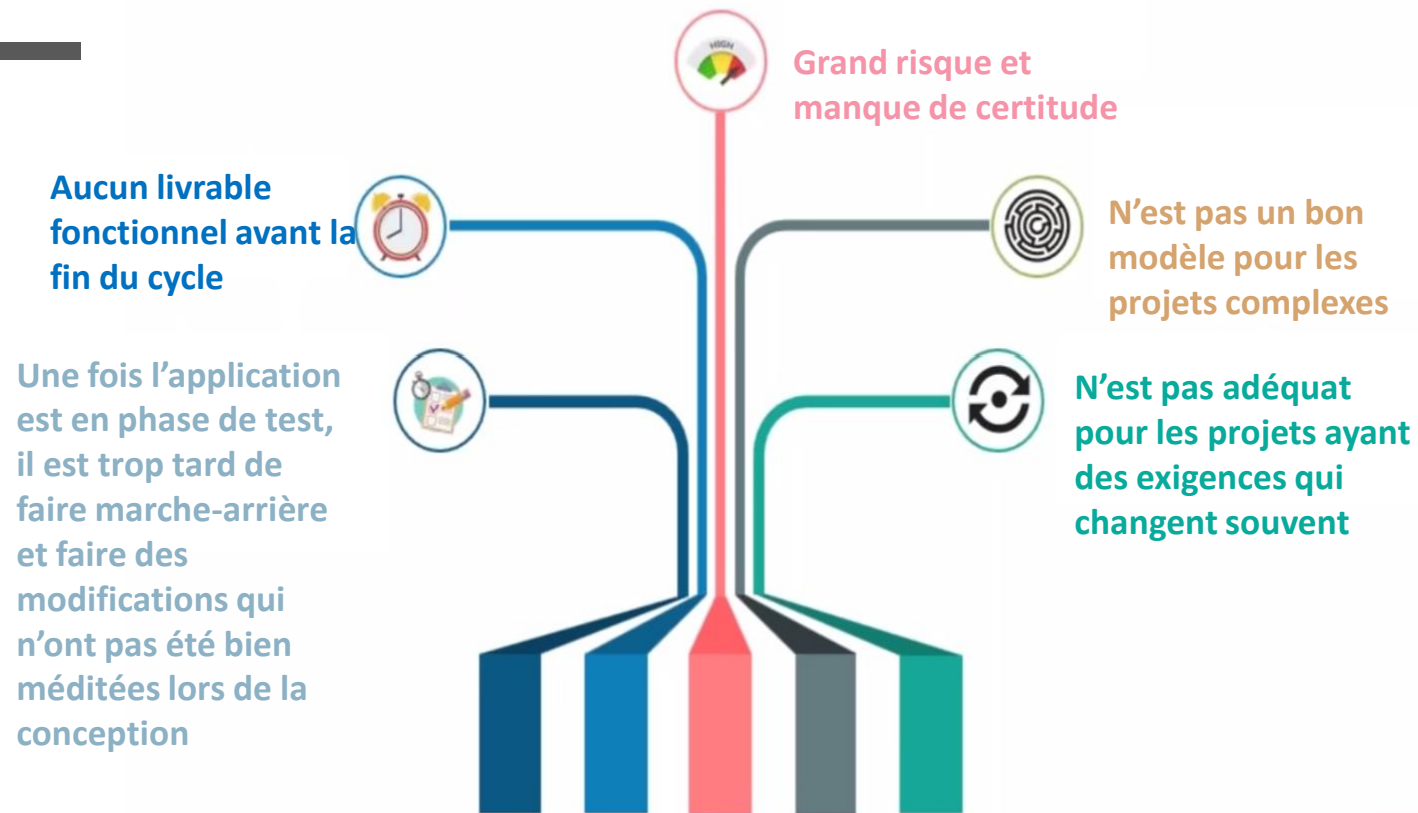 HIGH
Grand risque et
manque de certitude
Aucun livrable
fonctionnel avant la
fin du cycle
N’est pas un bon
modèle pour les
projets complexes
Une fois l’application
est en phase de test,
il est trop tard de
faire marche-arrière
et faire des
modifications qui
n’ont pas été bien
méditées lors de la
conception
N’est pas adéquat
pour les projets ayant
des exigences qui
changent souvent